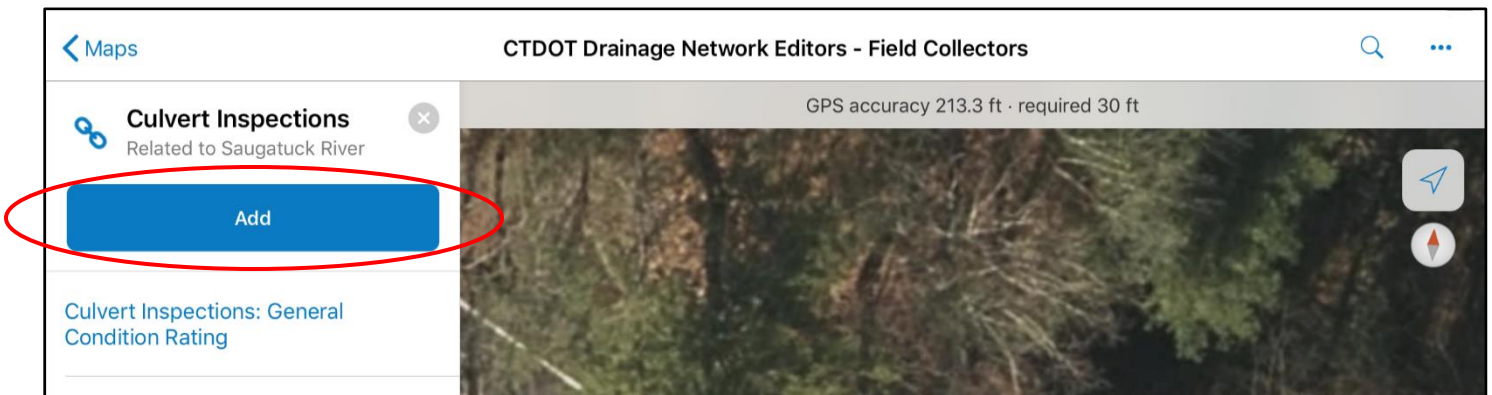 Maps
CTDOT Drainage Network Editors - Field Collectors
GPS accuracy 213.3 ft · required 30 ft
Culvert Inspections
Related to Saugatuck River
Add
Culvert Inspections: General
Condition Rating